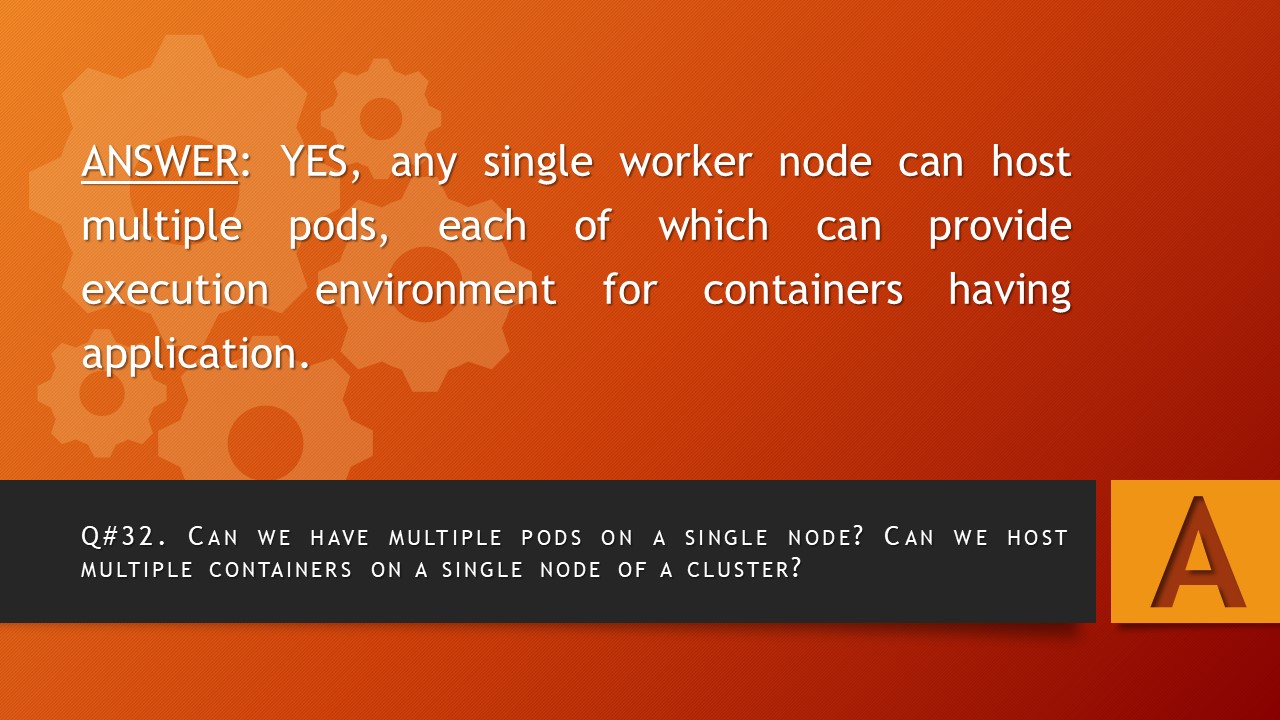 ANSWER: YES, any single worker node can host
multiple pods, each of which can provide
execution environment for containers having
application.
Q#32. Can we have multiple pods on a single node? Can we host
multiple containers on a single node of a cluster?
A